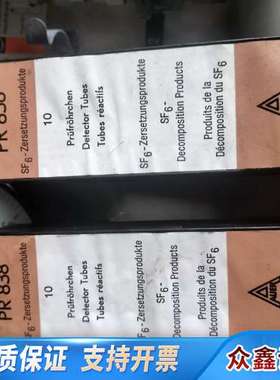 PR 858
10
Prüfröhrchen
Detector Tubes
Tubes réactifs
SF6-Zersetzungsprodukte
SF6-
Decomposition Products
Produits de la
Décomposition du SF6
PR 858
10
Prüfröhrchen
Detector Tubes
Tubes réactifs
SF6-Zersetzungsprodukte
SF6-
Decomposition Products
Produits de la
Décomposition du SF6
质保证 支持开票
众鑫